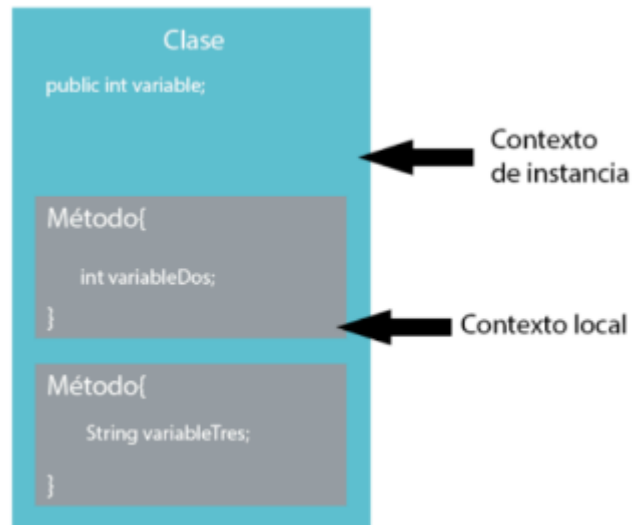 Clase
public int variable;
Contexto
de instancia
Método{
int variableDos;
}
Contexto local
Método{
String variableTres;
}